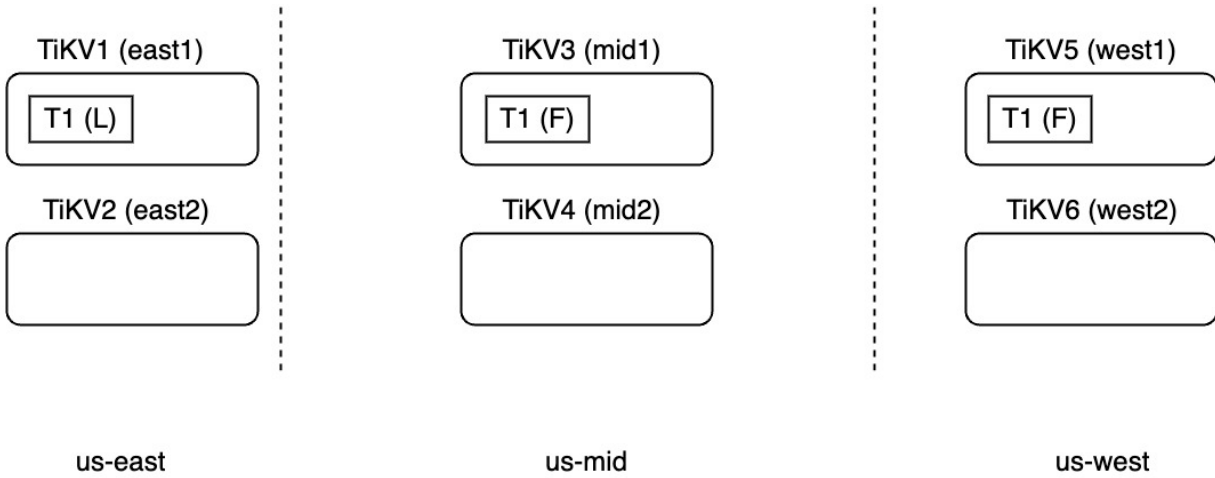 TiKV1 (east1)
TiKV3 (mid1)
TiKV5 (west1)
T1 (L)
T1 (F)
T1 (F)
TiKV2 (east2)
TiKV4 (mid2)
TiKV6 (west2)
us-east
us-mid
us-west